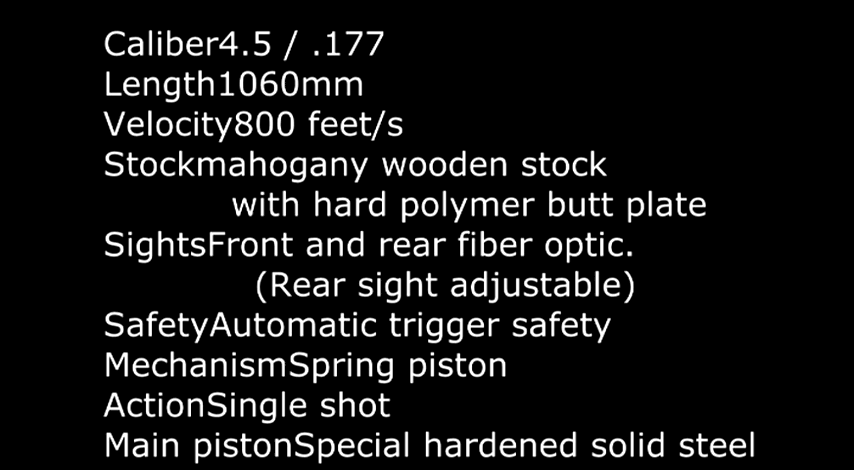 Caliber4.5 / .177
Length1060mm
Velocity800 feet/s
Stockmahogany wooden stock
with hard polymer butt plate
SightsFront and rear fiber optic.
(Rear sight adjustable)
SafetyAutomatic trigger safety
MechanismSpring piston
ActionSingle shot
Main pistonSpecial hardened solid steel